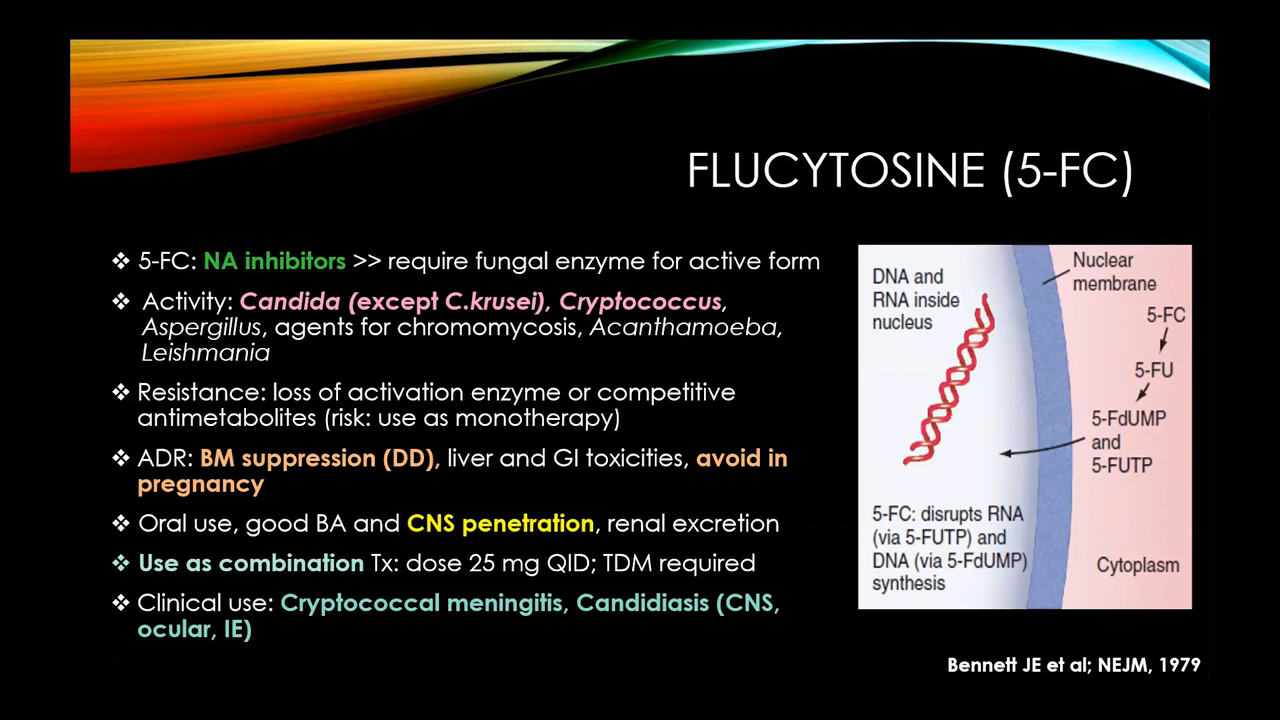 FLUCYTOSINE (5-FC)
❖ 5-FC: NA inhibitors >> require fungal enzyme for active form
❖ Activity: Candida (except C.krusei), Cryptococcus,
Aspergillus, agents for chromomycosis, Acanthamoeba,
Leishmania
❖ Resistance: loss of activation enzyme or competitive
antimetabolites (risk: use as monotherapy)
❖ ADR: BM suppression (DD), liver and GI toxicities, avoid in
pregnancy
❖ Oral use, good BA and CNS penetration, renal excretion
❖ Use as combination Tx: dose 25 mg QID; TDM required
❖ Clinical use: Cryptococcal meningitis, Candidiasis (CNS,
ocular, IE)
DNA and
RNA inside
nucleus
Nuclear
membrane
5-FC
5-FU
5-FdUMP
and
5-FUTP
5-FC: disrupts RNA
(via 5-FUTP) and
DNA (via 5-FdUMP)
synthesis
Cytoplasm
Bennett JE et al; NEJM, 1979